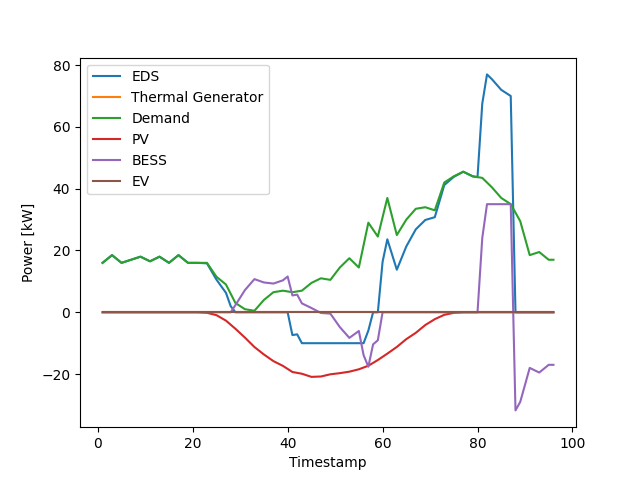 80
60
40
20
0
−20
Power [kW]
EDS
Thermal Generator
Demand
PV
BESS
EV
0 20 40 60 80 100
Timestamp